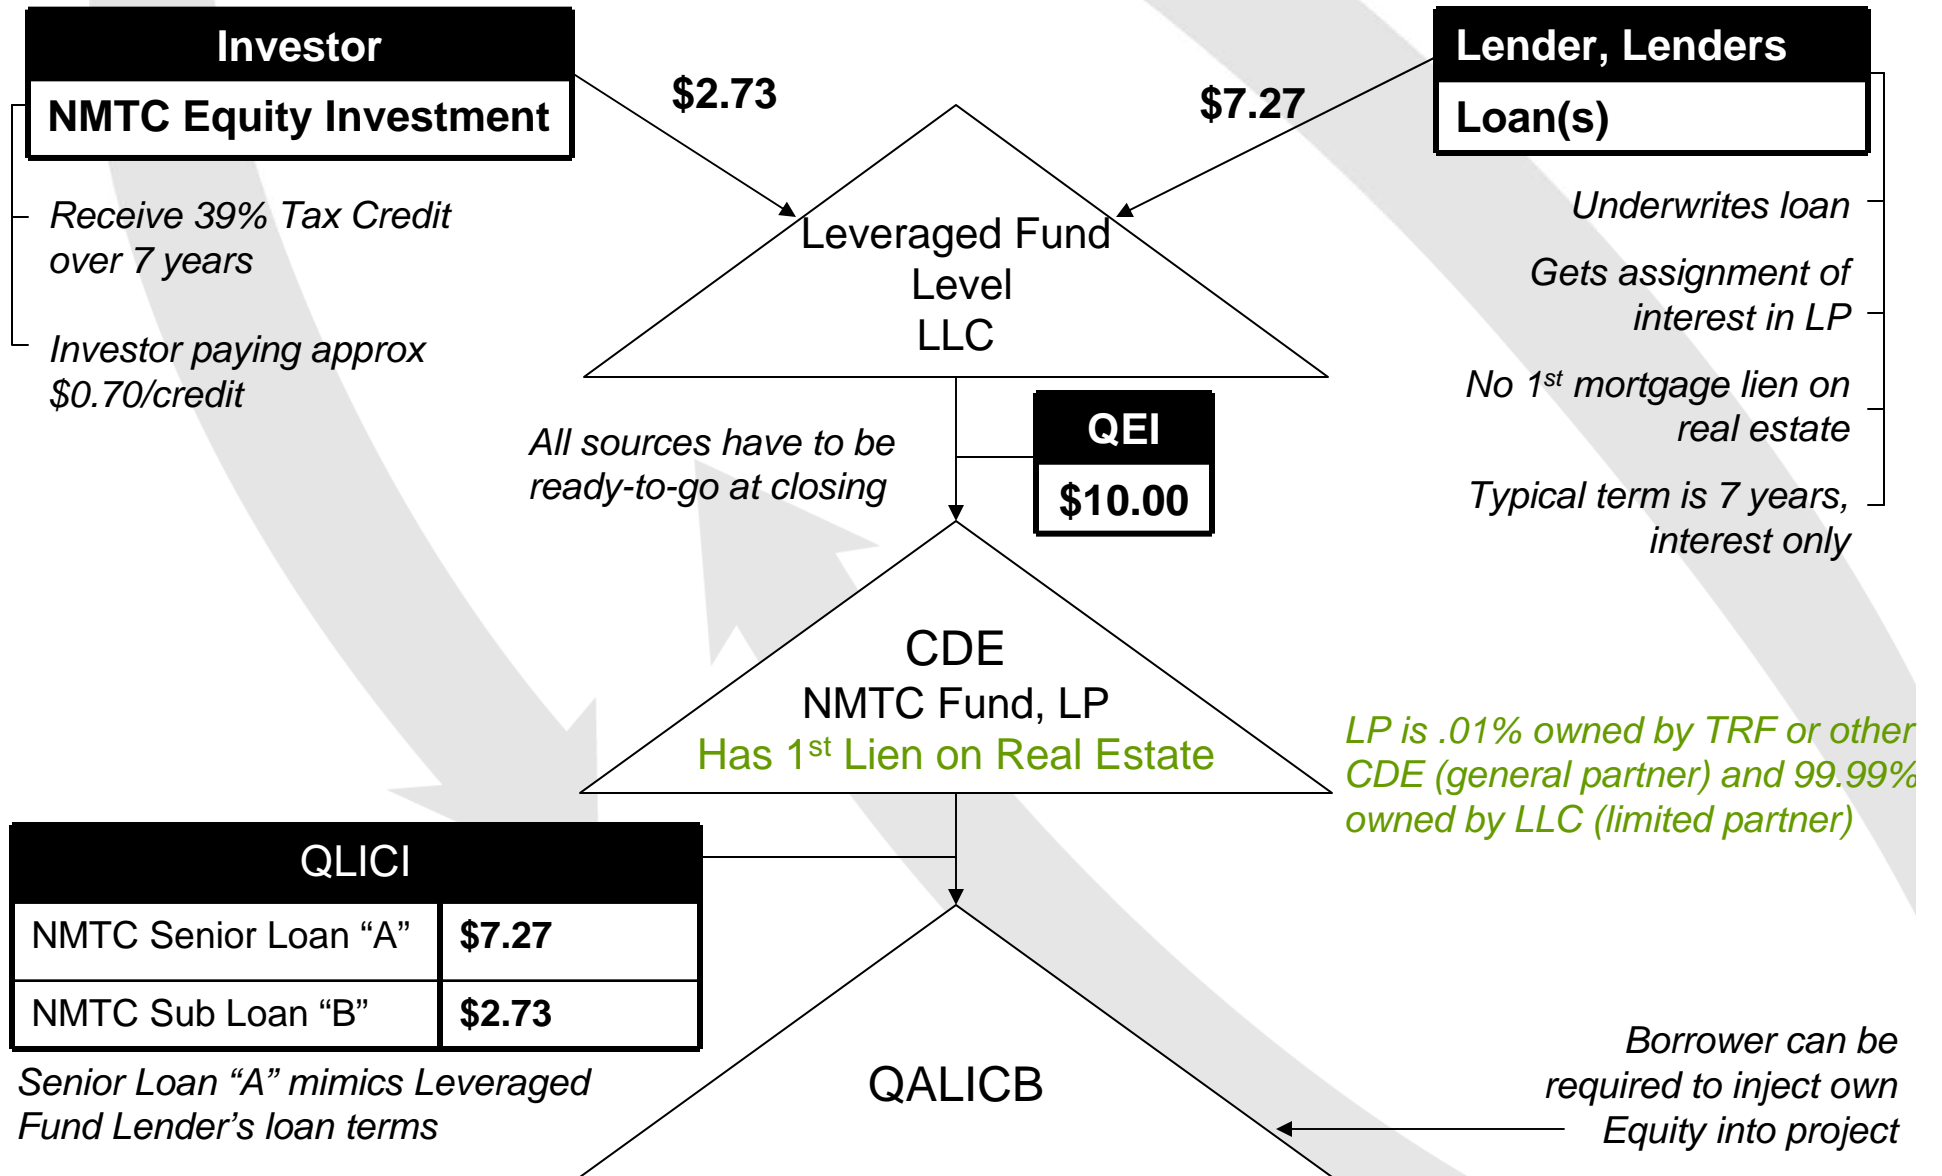 Investor
NMTC Equity Investment
$2.73
$7.27
Lender, Lenders
Loan(s)
Receive 39% Tax Credit
over 7 years
Investor paying approx
$0.70/credit
Leveraged Fund
Level
LLC
Underwrites loan
Gets assignment of
interest in LP
No 1st mortgage lien on
real estate
Typical term is 7 years,
interest only
All sources have to be
ready-to-go at closing
QEI
$10.00
CDE
NMTC Fund, LP
Has 1st Lien on Real Estate
LP is .01% owned by TRF or other
CDE (general partner) and 99.99%
owned by LLC (limited partner)
QLICI
NMTC Senior Loan “A” $7.27
NMTC Sub Loan “B” $2.73
Senior Loan “A” mimics Leveraged
Fund Lender’s loan terms
QALICB
Borrower can be
required to inject own
Equity into project